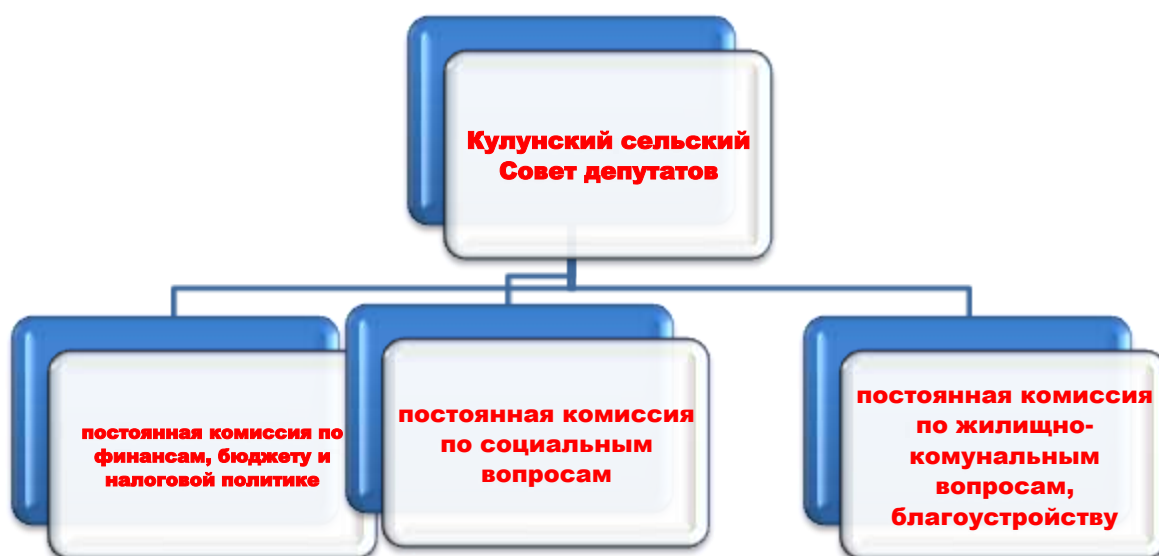 Кулунский сельский
Совет депутатов
постоянная комиссия по
финансам, бюджету и
налоговой политике
постоянная комиссия
по социальным
вопросам
постоянная комиссия
по жилищно-
комунальным
вопросам,
благоустройству